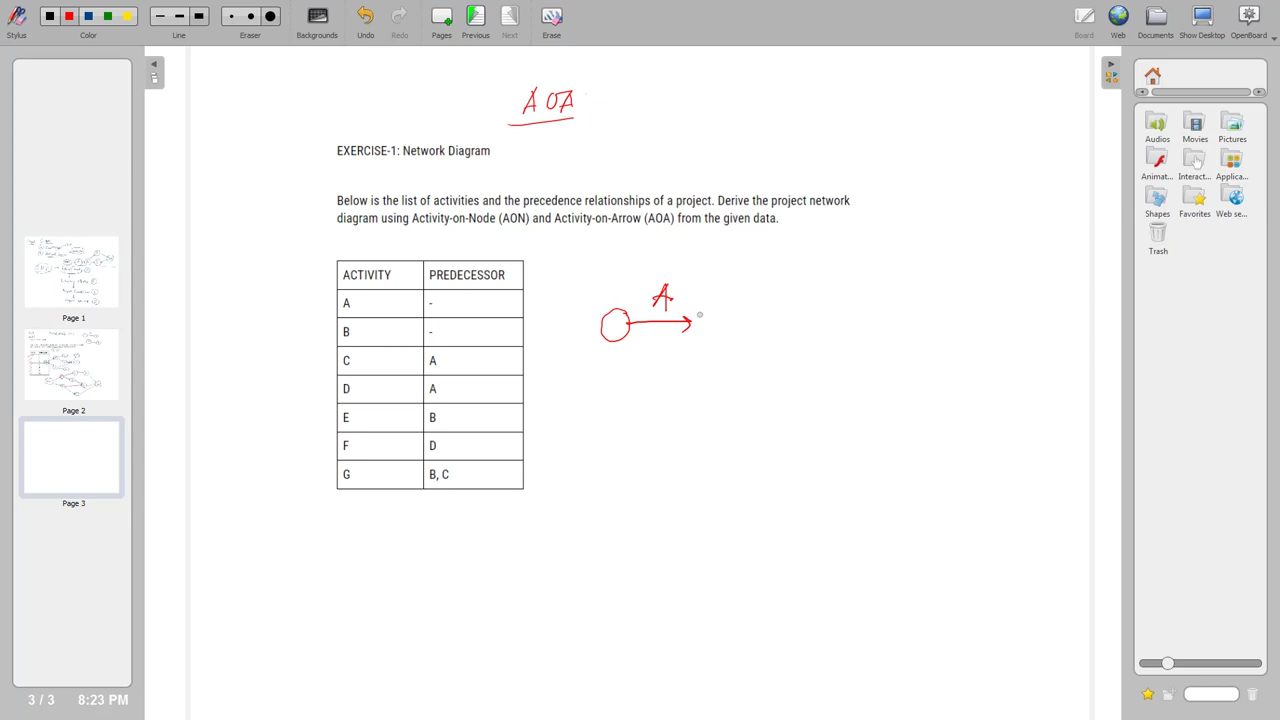 Stylus Color Line Eraser Backgrounds Undo Redo Pages Previous Next Erase Board Web Documents Show Desktop OpenBoard
A OA
EXERCISE-1: Network Diagram
Below is the list of activities and the precedence relationships of a project. Derive the project network
diagram using Activity-on-Node (AON) and Activity-on-Arrow (AOA) from the given data.
ACTIVITY PREDECESSOR
A -
B -
C A
D A
E B
F D
G B, C
A
Page 1
Page 2
Page 3
3 / 3 8:23 PM
Audios Movies Pictures
Animat... Interac... Applica...
Shapes Favorites Web se...
Trash